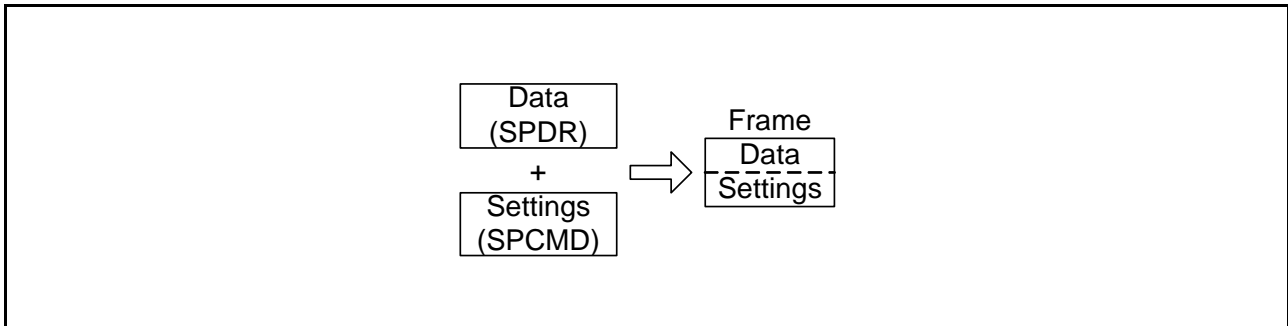 Data
(SPDR)
+
Settings
(SPCMD)
Frame
Data
Settings